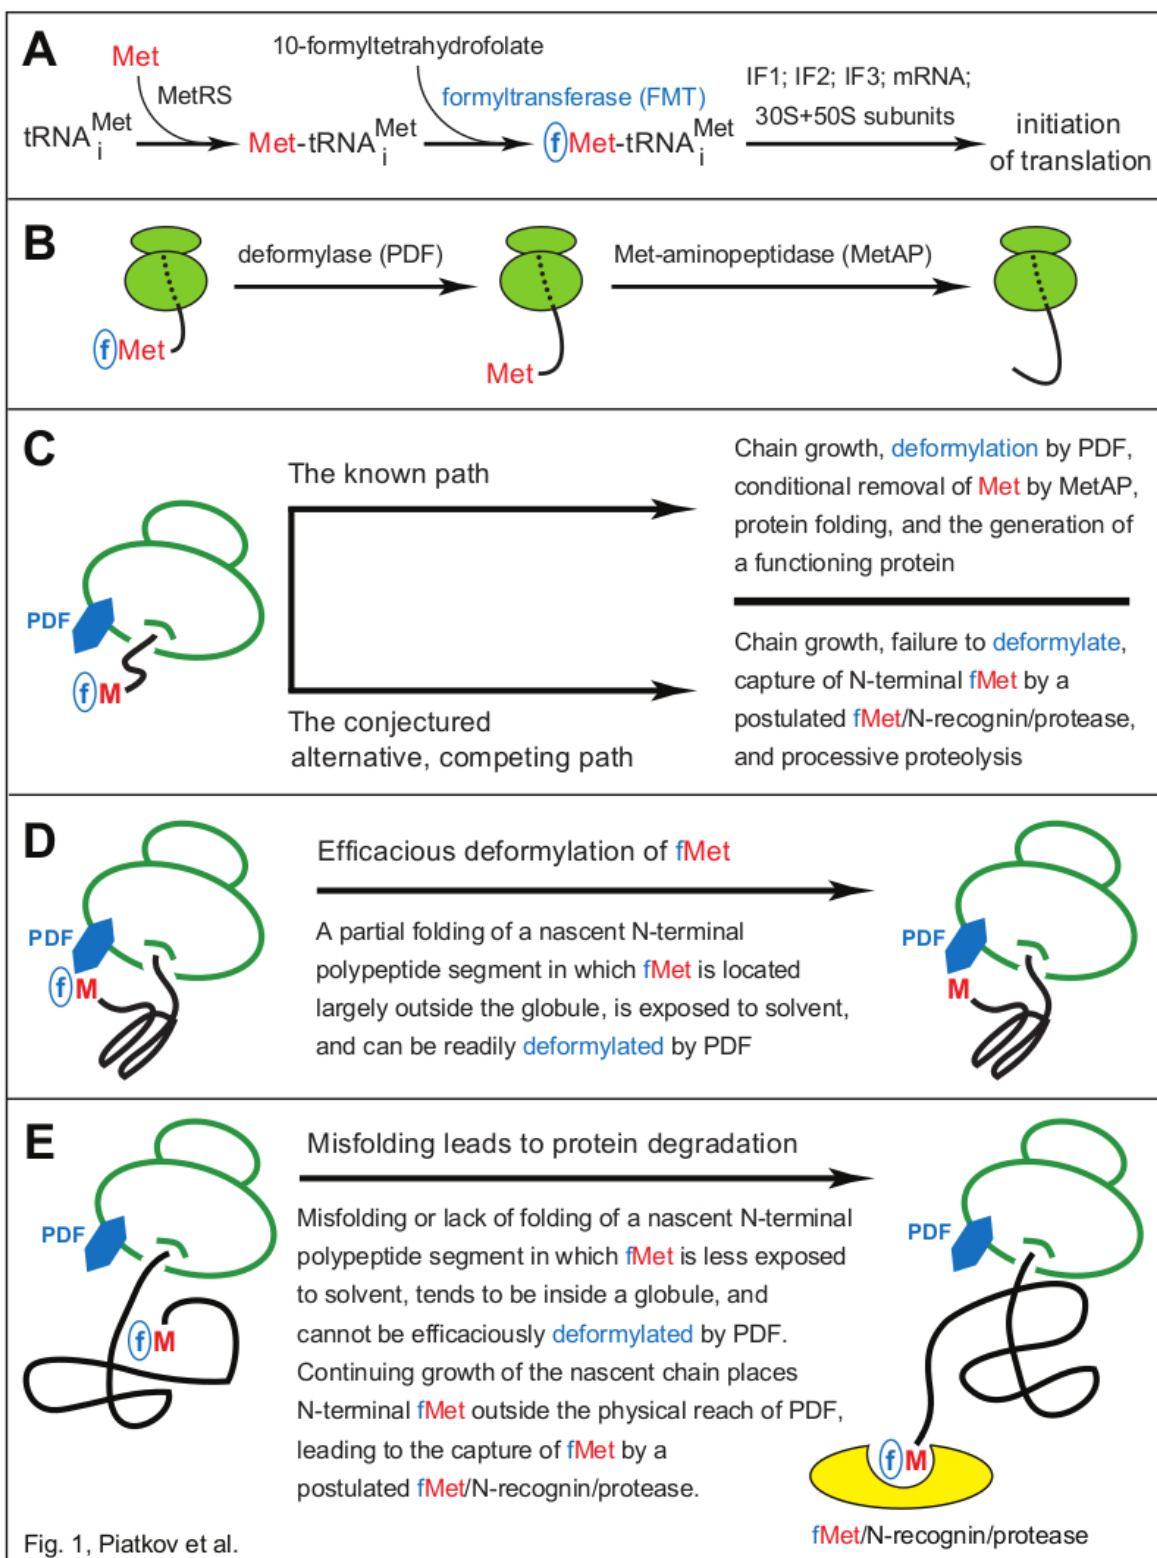 A
Met
10-formyltetrahydrofolate
MetRS
formyltransferase (FMT)
IF1; IF2; IF3; mRNA;
30S+50S subunits
tRNA Met i
Met-tRNA Met i
fMet-tRNA Met i
initiation
of translation
B
deformylase (PDF)
Met-aminopeptidase (MetAP)
fMet
Met
C
The known path
Chain growth, deformylation by PDF,
conditional removal of Met by MetAP,
protein folding, and the generation of
a functioning protein
PDF
fM
Chain growth, failure to deformylate,
capture of N-terminal fMet by a
postulated fMet/N-recognin/protease,
and processive proteolysis
The conjectured
alternative, competing path
D
Efficacious deformylation of fMet
PDF
fM
A partial folding of a nascent N-terminal
polypeptide segment in which fMet is located
largely outside the globule, is exposed to solvent,
and can be readily deformylated by PDF
PDF
M
E
Misfolding leads to protein degradation
PDF
fM
Misfolding or lack of folding of a nascent N-terminal
polypeptide segment in which fMet is less exposed
to solvent, tends to be inside a globule, and
cannot be efficaciously deformylated by PDF.
Continuing growth of the nascent chain places
N-terminal fMet outside the physical reach of PDF,
leading to the capture of fMet by a
postulated fMet/N-recognin/protease.
PDF
fM
fMet/N-recognin/protease
Fig. 1, Piatkov et al.